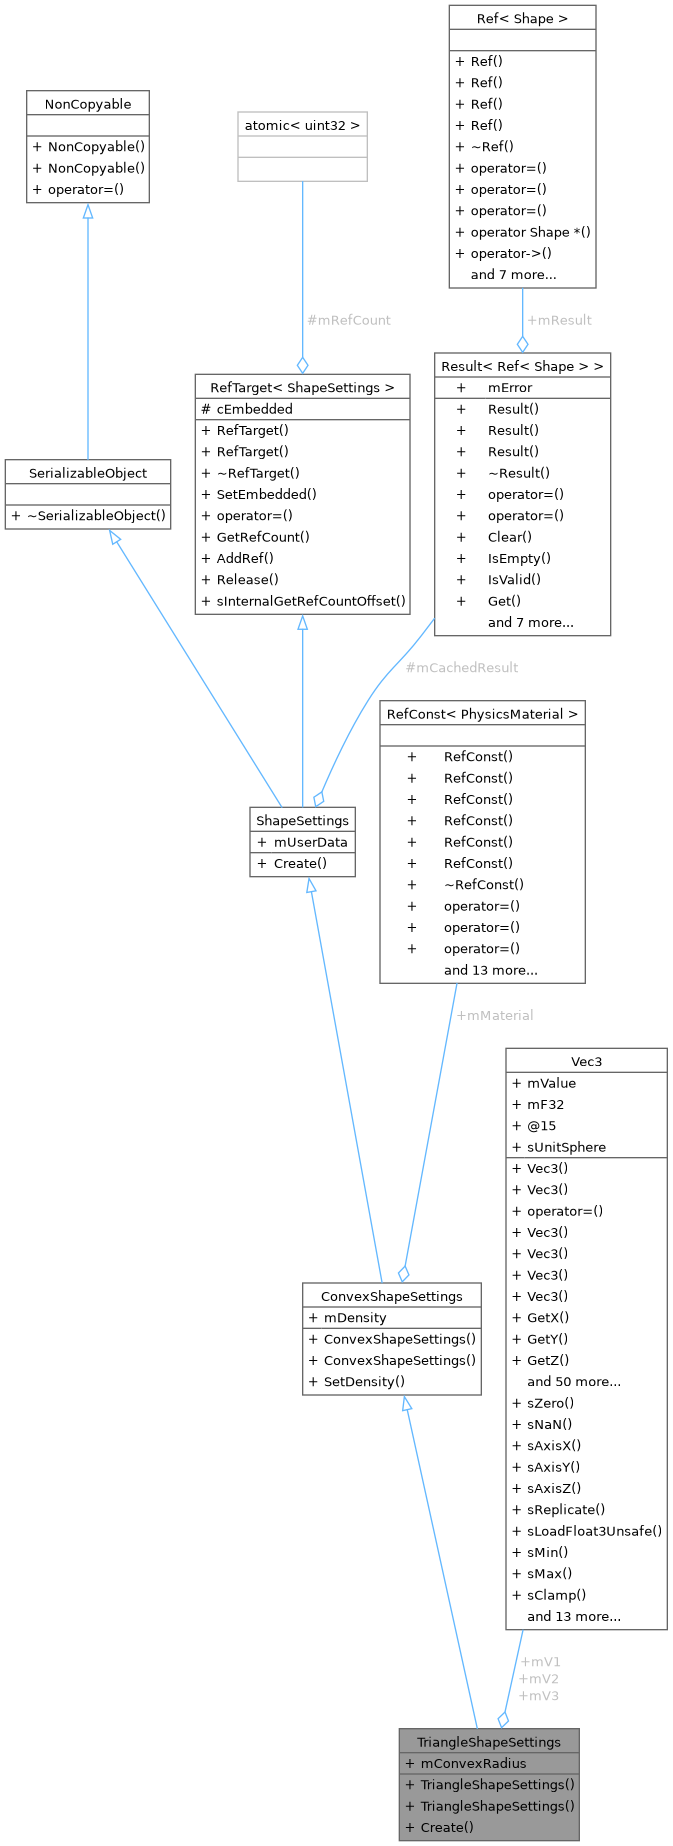 Ref< Shape >
+ Ref()
+ Ref()
+ Ref()
+ Ref()
+ ~Ref()
+ operator=()
+ operator=()
+ operator=()
+ operator Shape *()
+ operator->()
and 7 more...
NonCopyable
+ NonCopyable()
+ NonCopyable()
+ operator=()
atomic< uint32 >
#mRefCount
+mResult
Result< Ref< Shape > >
+ mError
+ Result()
+ Result()
+ Result()
+ ~Result()
+ operator=()
+ operator=()
+ Clear()
+ IsEmpty()
+ IsValid()
+ Get()
and 7 more...
RefTarget< ShapeSettings >
# cEmbedded
+ RefTarget()
+ RefTarget()
+ ~RefTarget()
+ SetEmbedded()
+ operator=()
+ GetRefCount()
+ AddRef()
+ Release()
+ sInternalGetRefCountOffset()
SerializableObject
+ ~SerializableObject()
#mCachedResult
RefConst< PhysicsMaterial >
+ RefConst()
+ RefConst()
+ RefConst()
+ RefConst()
+ RefConst()
+ RefConst()
+ ~RefConst()
+ operator=()
+ operator=()
+ operator=()
and 13 more...
ShapeSettings
+ mUserData
+ Create()
+mMaterial
Vec3
+ mValue
+ mF32
+ @15
+ sUnitSphere
+ Vec3()
+ Vec3()
+ operator=()
+ Vec3()
+ Vec3()
+ Vec3()
+ Vec3()
+ GetX()
+ GetY()
+ GetZ()
and 50 more...
+ sZero()
+ sNaN()
+ sAxisX()
+ sAxisY()
+ sAxisZ()
+ sReplicate()
+ sLoadFloat3Unsafe()
+ sMin()
+ sMax()
+ sClamp()
and 13 more...
ConvexShapeSettings
+ mDensity
+ ConvexShapeSettings()
+ ConvexShapeSettings()
+ SetDensity()
+mV1
+mV2
+mV3
TriangleShapeSettings
+ mConvexRadius
+ TriangleShapeSettings()
+ TriangleShapeSettings()
+ Create()